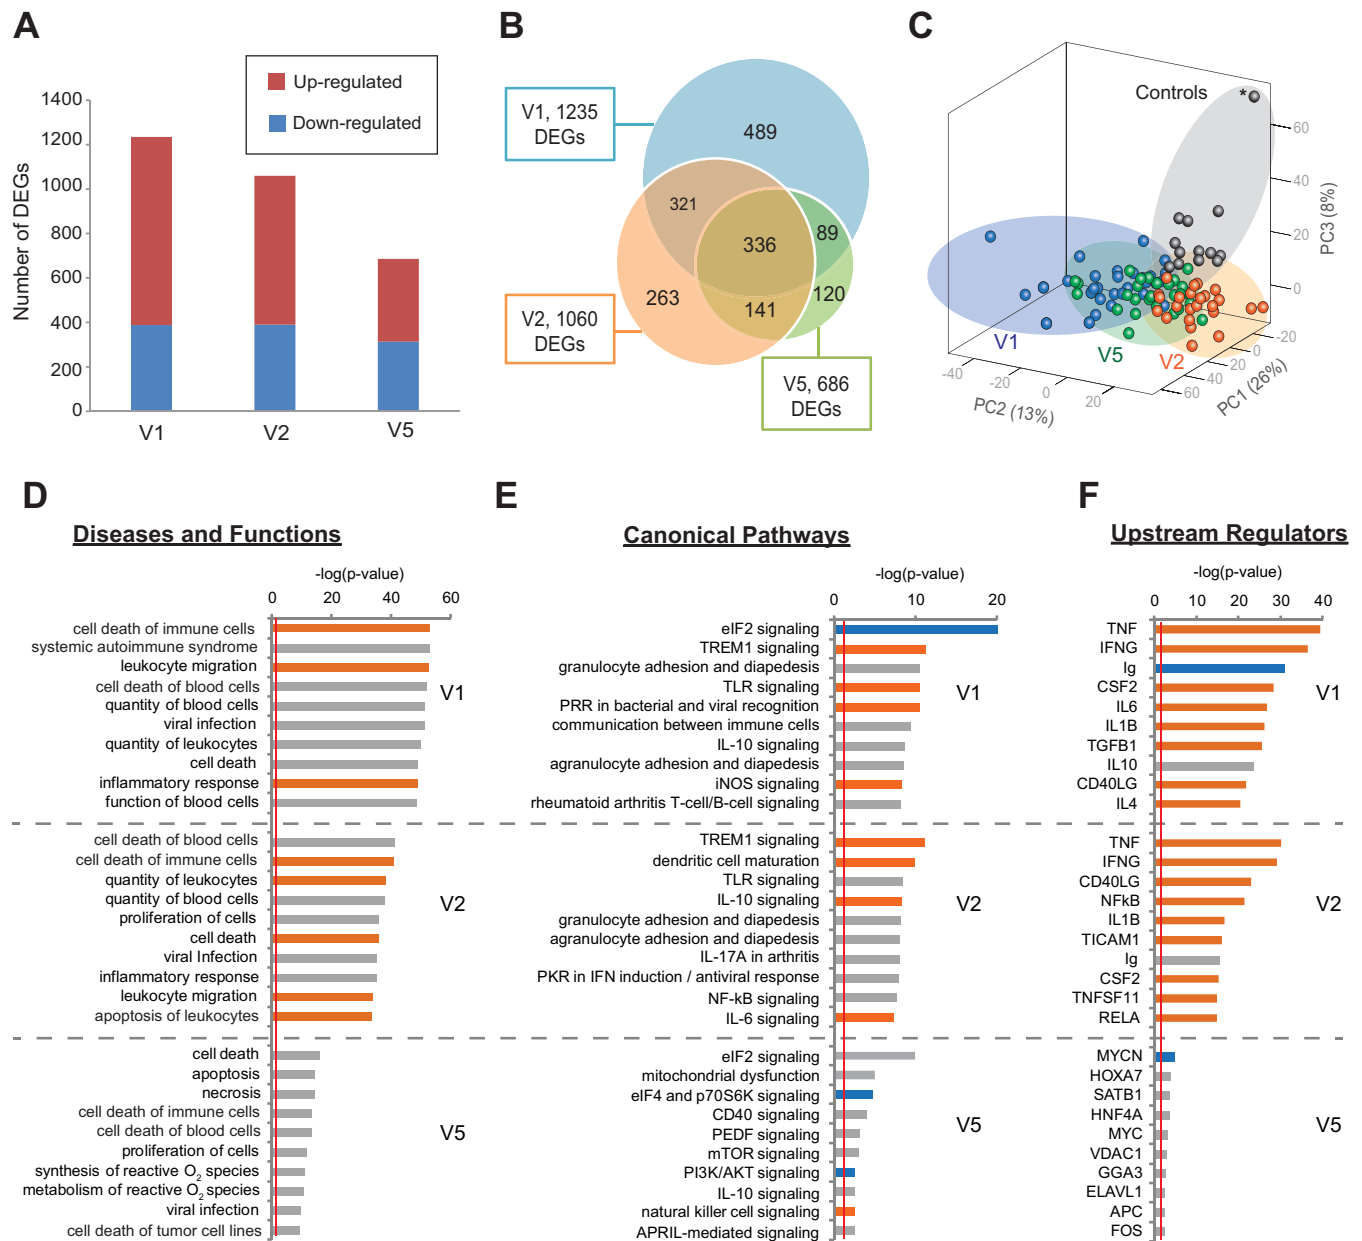 A
Up-regulated
Down-regulated
Number of DEGs
1400
1200
1000
800
600
400
200
0
V1
V2
V5
B
V1, 1235
DEGs
V2, 1060
DEGs
V5, 686
DEGs
489
321
336
89
263
141
120
C
Controls
*
60
40
20
0
PC3 (8%)
V1
V5
V2
-40
-20
0
20
PC2 (13%)
60
40
20
0
-20
PC1 (26%)
D
Diseases and Functions
-log(p-value)
0 20 40 60
cell death of immune cells
systemic autoimmune syndrome
leukocyte migration
cell death of blood cells
quantity of blood cells
viral infection
quantity of leukocytes
cell death
inflammatory response
function of blood cells
V1
cell death of blood cells
cell death of immune cells
quantity of leukocytes
quantity of blood cells
proliferation of cells
cell death
viral Infection
inflammatory response
leukocyte migration
apoptosis of leukocytes
V2
cell death
apoptosis
necrosis
cell death of immune cells
cell death of blood cells
proliferation of cells
synthesis of reactive O2 species
metabolism of reactive O2 species
viral infection
cell death of tumor cell lines
V5
E
Canonical Pathways
-log(p-value)
0 10 20
eIF2 signaling
TREM1 signaling
granulocyte adhesion and diapedesis
TLR signaling
PRR in bacterial and viral recognition
communication between immune cells
IL-10 signaling
agranulocyte adhesion and diapedesis
iNOS signaling
rheumatoid arthritis T-cell/B-cell signaling
V1
TREM1 signaling
dendritic cell maturation
TLR signaling
IL-10 signaling
granulocyte adhesion and diapedesis
agranulocyte adhesion and diapedesis
IL-17A in arthritis
PKR in IFN induction / antiviral response
NF-kB signaling
IL-6 signaling
V2
eIF2 signaling
mitochondrial dysfunction
eIF4 and p70S6K signaling
CD40 signaling
PEDF signaling
mTOR signaling
PI3K/AKT signaling
IL-10 signaling
natural killer cell signaling
APRIL-mediated signaling
V5
F
Upstream Regulators
-log(p-value)
0 10 20 30 40
TNF
IFNG
Ig
CSF2
IL6
IL1B
TGFB1
IL10
CD40LG
IL4
V1
TNF
IFNG
CD40LG
NFkB
IL1B
TICAM1
Ig
CSF2
TNFSF11
RELA
V2
MYCN
HOXA7
SATB1
HNF4A
MYC
VDAC1
GGA3
ELAVL1
APC
FOS
V5